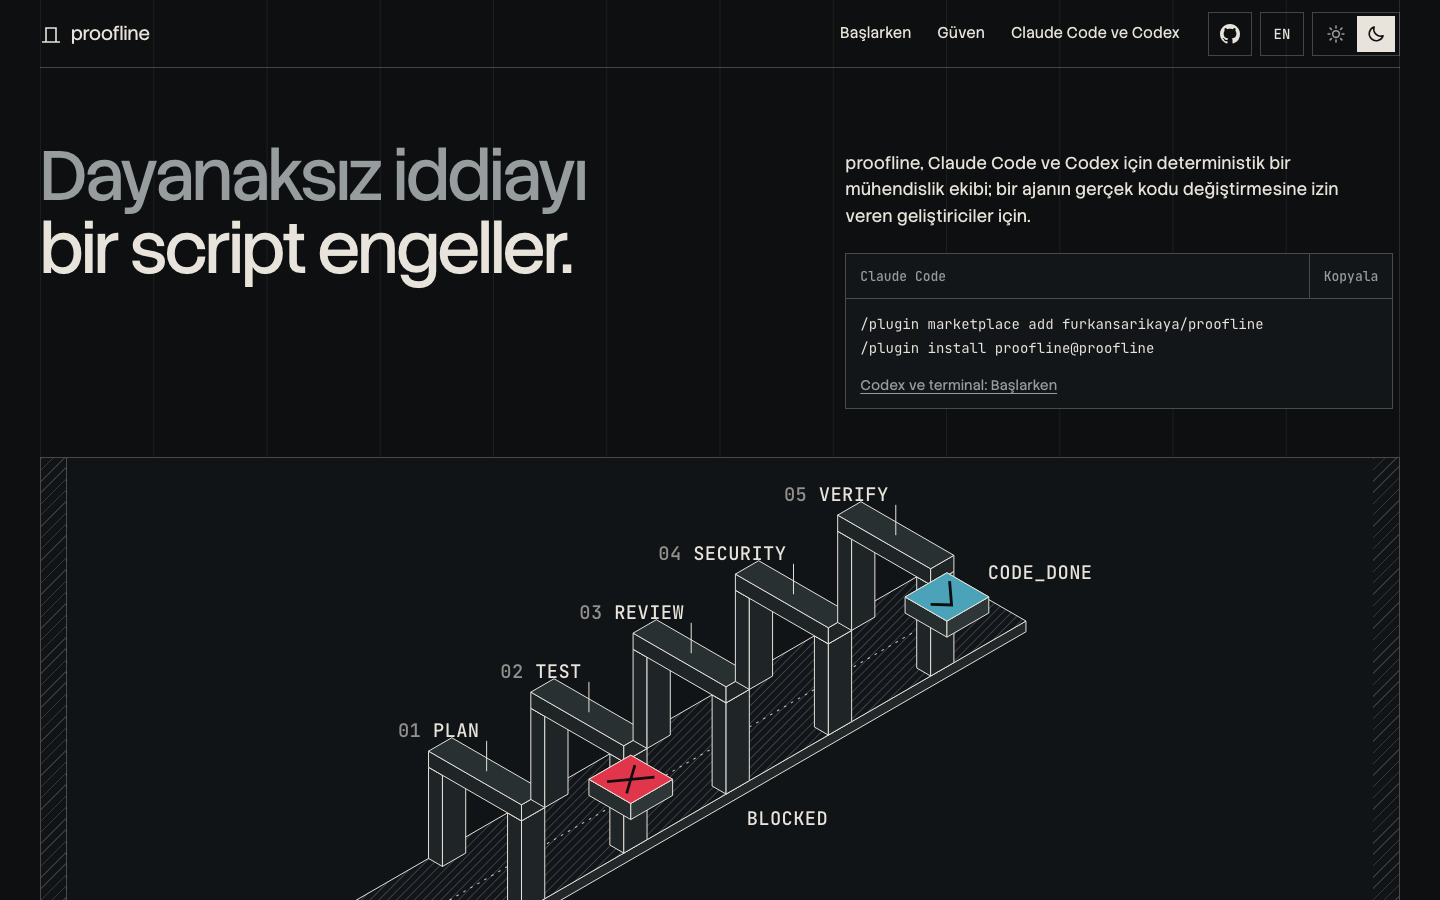 proofline
Başlarken
Güven
Claude Code ve Codex
EN
Dayanaksız iddiayı
bir script engeller.
proofline, Claude Code ve Codex için deterministik bir
mühendislik ekibi; bir ajanın gerçek kodu değiştirmesine izin
veren geliştiriciler için.
Claude Code
Kopyala
/plugin marketplace add furkansarikaya/proofline
/plugin install proofline@proofline
Codex ve terminal: Başlarken
05 VERIFY
04 SECURITY
CODE_DONE
03 REVIEW
02 TEST
01 PLAN
BLOCKED